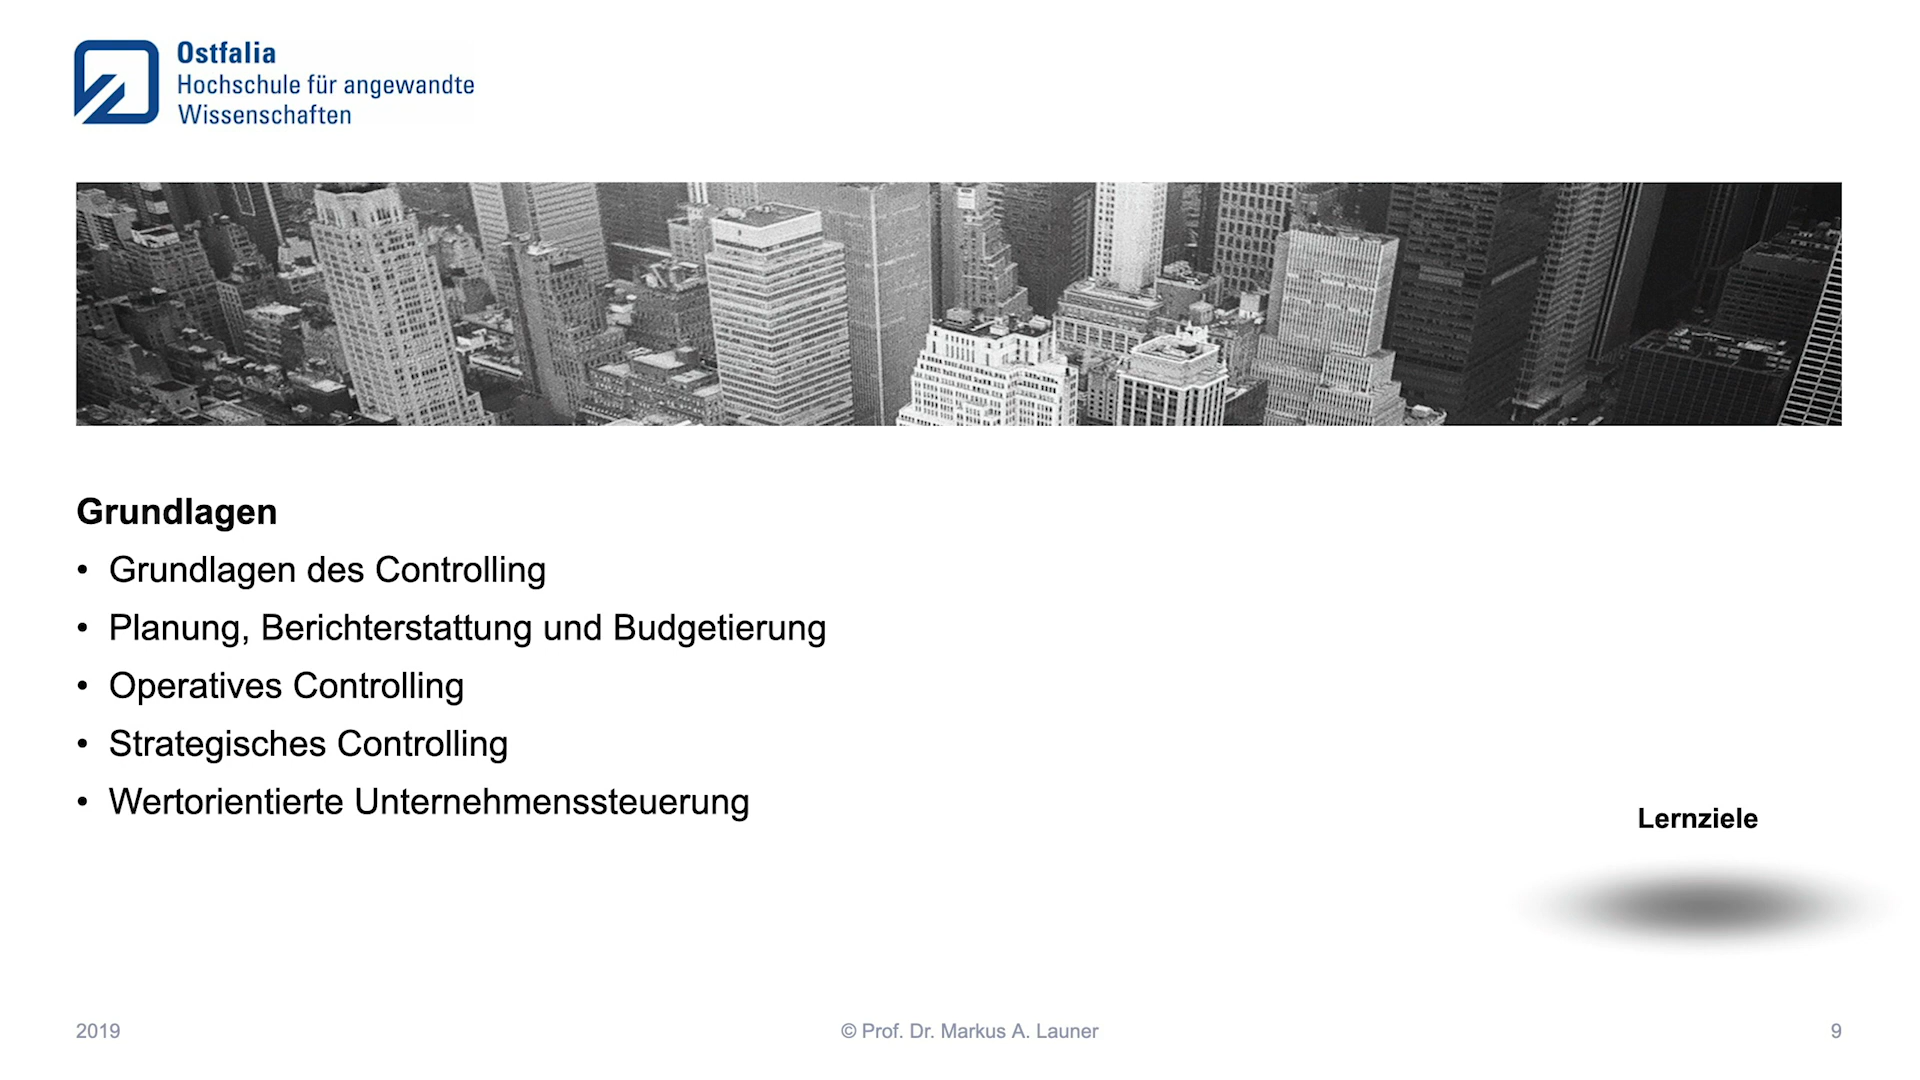 Ostfalia
Hochschule für angewandte
Wissenschaften
Grundlagen
• Grundlagen des Controlling
• Planung, Berichterstattung und Budgetierung
• Operatives Controlling
• Strategisches Controlling
• Wertorientierte Unternehmenssteuerung
Lernziele
2019
© Prof. Dr. Markus A. Launer
9